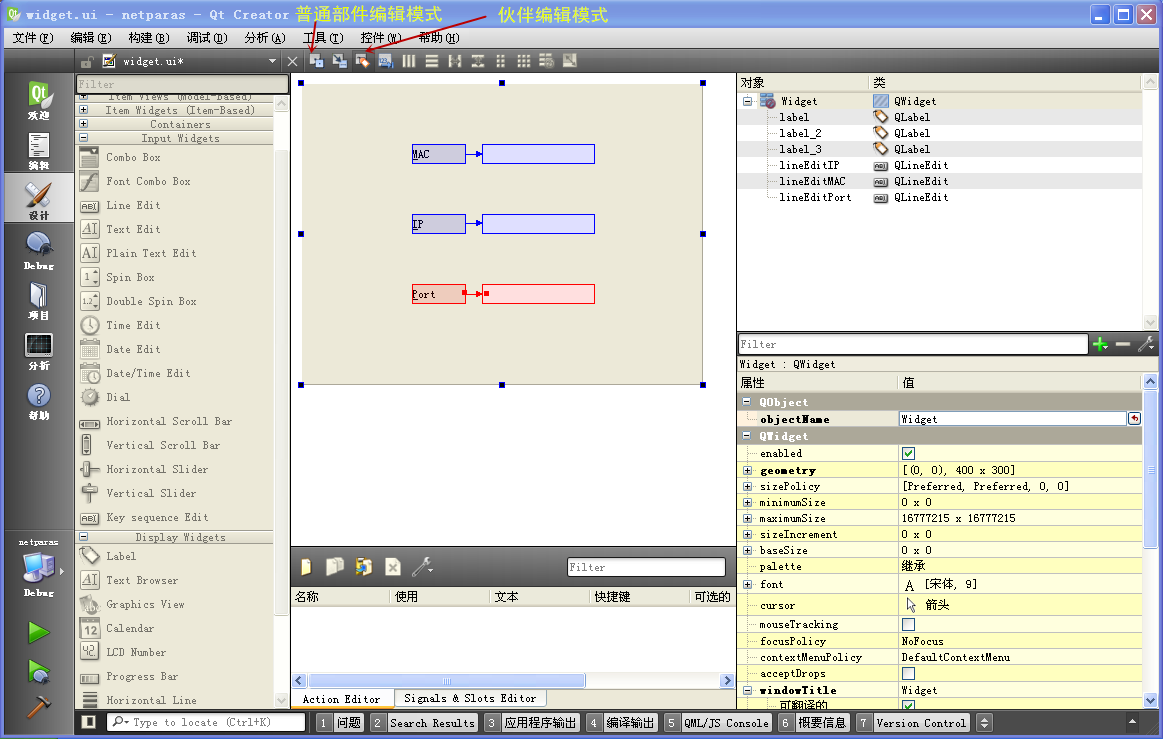 widget.ui - netparas - Qt Creator
普通部件编辑模式
伙伴编辑模式
文件(F) 编辑(E) 构建(B) 调试(D) 分析(A) 工具(T) 控件(W) 帮助(H)
widget.ui*
欢迎
编辑
设计
Debug
项目
分析
帮助
netparas
Debug
Filter
Item Views (Model-Based)
Item Widgets (Item-Based)
Containers
Input Widgets
Combo Box
Font Combo Box
Line Edit
Text Edit
Plain Text Edit
Spin Box
Double Spin Box
Time Edit
Date Edit
Date/Time Edit
Dial
Horizontal Scroll Bar
Vertical Scroll Bar
Horizontal Slider
Vertical Slider
Key sequence Edit
Display Widgets
Label
Text Browser
Graphics View
Calendar
LCD Number
Progress Bar
Horizontal Line
MAC
IP
Port
Filter
名称 使用 文本 快捷键 可选的
Action Editor Signals & Slots Editor
对象 类
Widget QWidget
label QLabel
label_2 QLabel
label_3 QLabel
lineEditIP QLineEdit
lineEditMAC QLineEdit
lineEditPort QLineEdit
Filter
Widget : QWidget
属性 值
QObject
objectName Widget
QWidget
enabled
geometry [(0, 0), 400 x 300]
sizePolicy [Preferred, Preferred, 0, 0]
minimumSize 0 x 0
maximumSize 16777215 x 16777215
sizeIncrement 0 x 0
baseSize 0 x 0
palette 继承
font A [宋体, 9]
cursor 箭头
mouseTracking
focusPolicy NoFocus
contextMenuPolicy DefaultContextMenu
acceptDrops
windowTitle Widget
可翻译的
Type to locate (Ctrl+K) 1 问题 2 Search Results 3 应用程序输出 4 编译输出 5 QML/JS Console 6 概要信息 7 Version Control